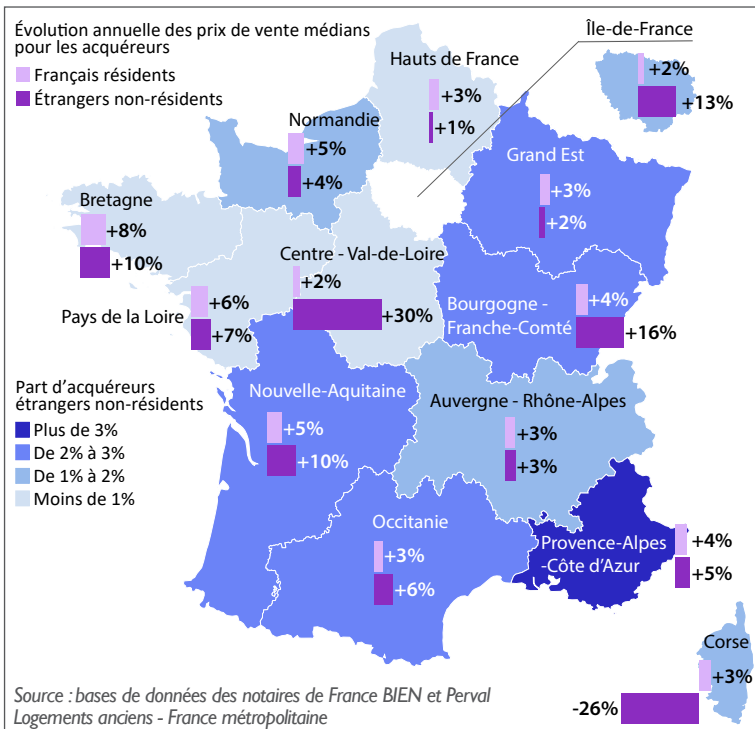 Évolution annuelle des prix de vente médians
pour les acquéreurs
Français résidents
Étrangers non-résidents
Île-de-France
+2%
+13%
Hauts de France
+3%
+1%
Normandie
+5%
+4%
Grand Est
+3%
+2%
Bretagne
+8%
+10%
Centre - Val-de-Loire
+2%
+30%
Pays de la Loire
+6%
+7%
Bourgogne -
Franche-Comté
+4%
+16%
Part d'acquéreurs
étrangers non-résidents
Plus de 3%
De 2% à 3%
De 1% à 2%
Moins de 1%
Nouvelle-Aquitaine
+5%
+10%
Auvergne - Rhône-Alpes
+3%
+3%
Occitanie
+3%
+6%
Provence-Alpes
-Côte d'Azur
+4%
+5%
Corse
+3%
-26%
Source : bases de données des notaires de France BIEN et Perval
Logements anciens - France métropolitaine